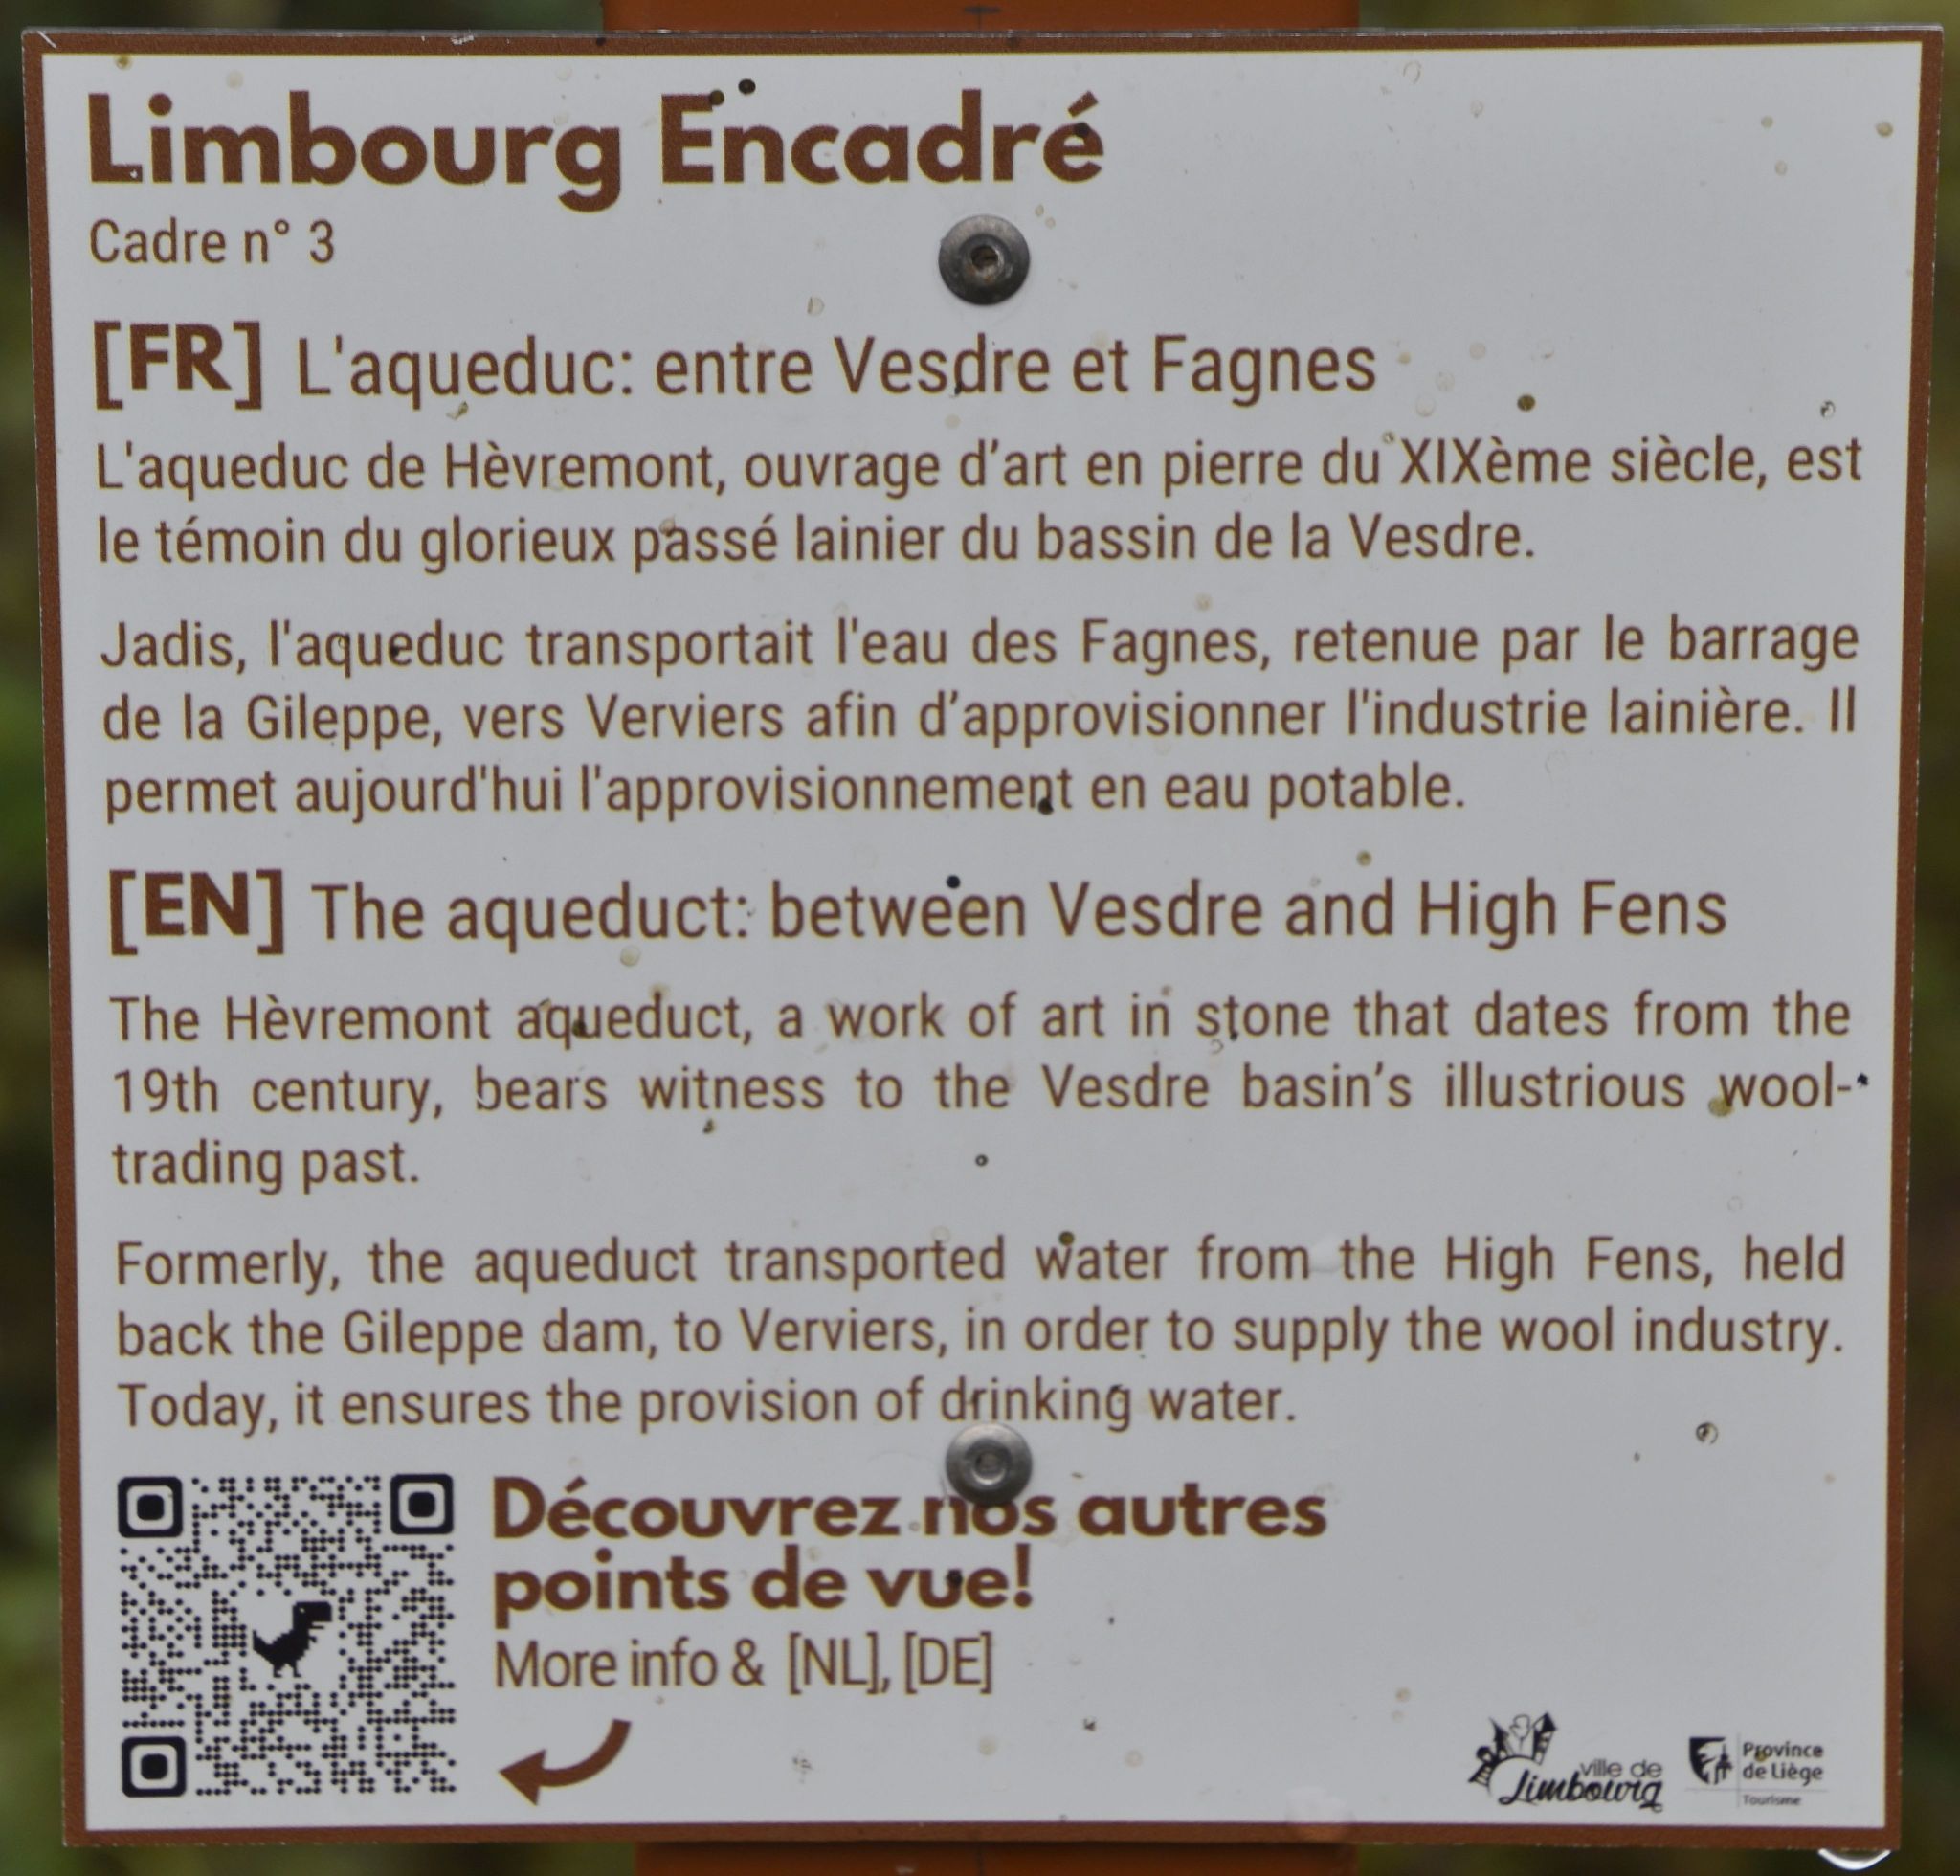 Limbourg Encadré
Cadre n° 3
[FR] L'aqueduc: entre Vesdre et Fagnes
L'aqueduc de Hèvremont, ouvrage d’art en pierre du XIXème siècle, est
le témoin du glorieux passé lainier du bassin de la Vesdre.
Jadis, l'aqueduc transportait l'eau des Fagnes, retenue par le barrage
de la Gileppe, vers Verviers afin d’approvisionner l'industrie lainière. Il
permet aujourd'hui l'approvisionnement en eau potable.
[EN] The aqueduct: between Vesdre and High Fens
The Hèvremont aqueduct, a work of art in stone that dates from the
19th century, bears witness to the Vesdre basin’s illustrious wool-
trading past.
Formerly, the aqueduct transported water from the High Fens, held
back the Gileppe dam, to Verviers, in order to supply the wool industry.
Today, it ensures the provision of drinking water.
Découvrez nos autres
points de vue!
More info & [NL], [DE]
ville de
Limbourg
Province
de Liège
Tourisme